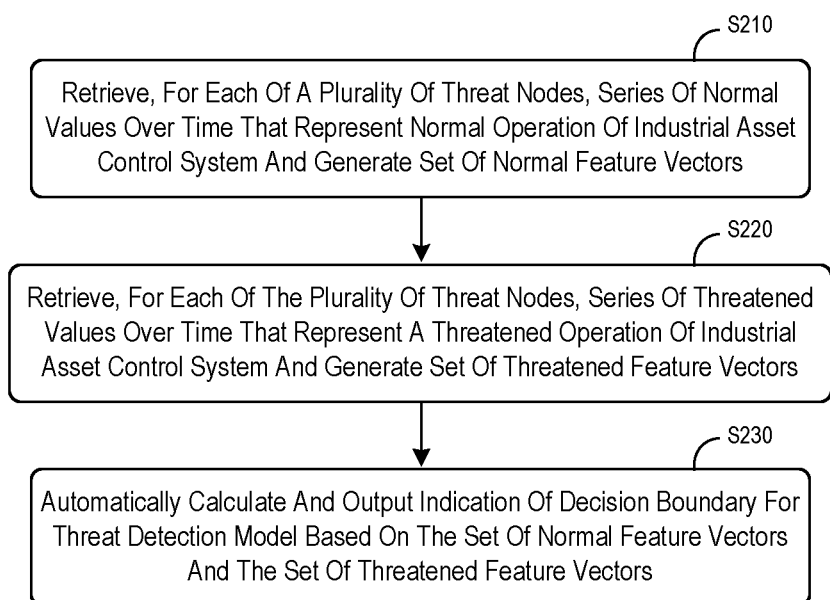 S210
Retrieve, For Each Of A Plurality Of Threat Nodes, Series Of Normal
Values Over Time That Represent Normal Operation Of Industrial Asset
Control System And Generate Set Of Normal Feature Vectors
S220
Retrieve, For Each Of The Plurality Of Threat Nodes, Series Of Threatened
Values Over Time That Represent A Threatened Operation Of Industrial
Asset Control System And Generate Set Of Threatened Feature Vectors
S230
Automatically Calculate And Output Indication Of Decision Boundary For
Threat Detection Model Based On The Set Of Normal Feature Vectors
And The Set Of Threatened Feature Vectors